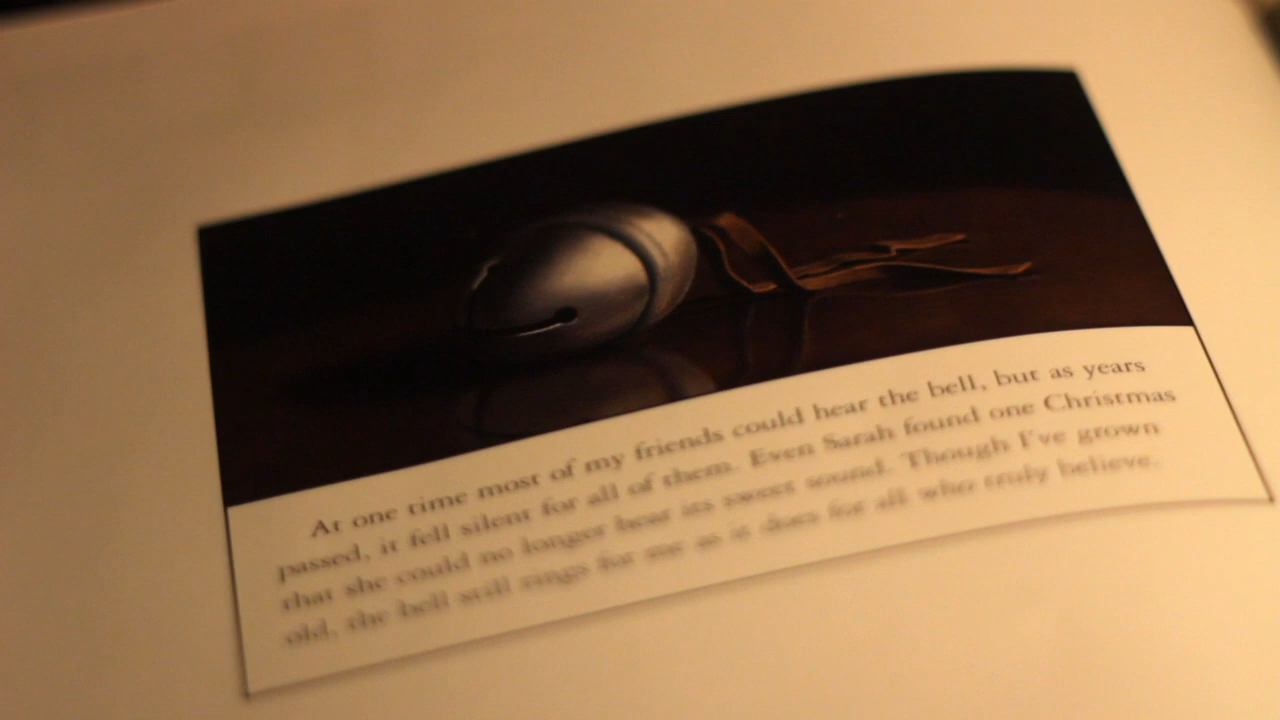 At one time most of my friends could hear the bell, but as years
passed, it fell silent for all of them. Even Sarah found one Christmas
that she could no longer hear its sweet sound. Though I've grown
old, the bell still rings for me as it does for all who truly believe.